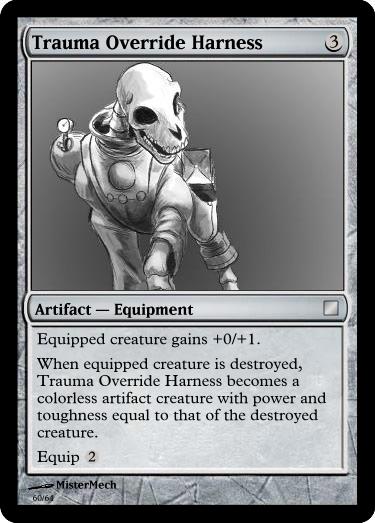 Trauma Override Harness 3
Artifact — Equipment
Equipped creature gains +0/+1.
When equipped creature is destroyed,
Trauma Override Harness becomes a
colorless artifact creature with power and
toughness equal to that of the destroyed
creature.
Equip 2
MisterMech
60/64